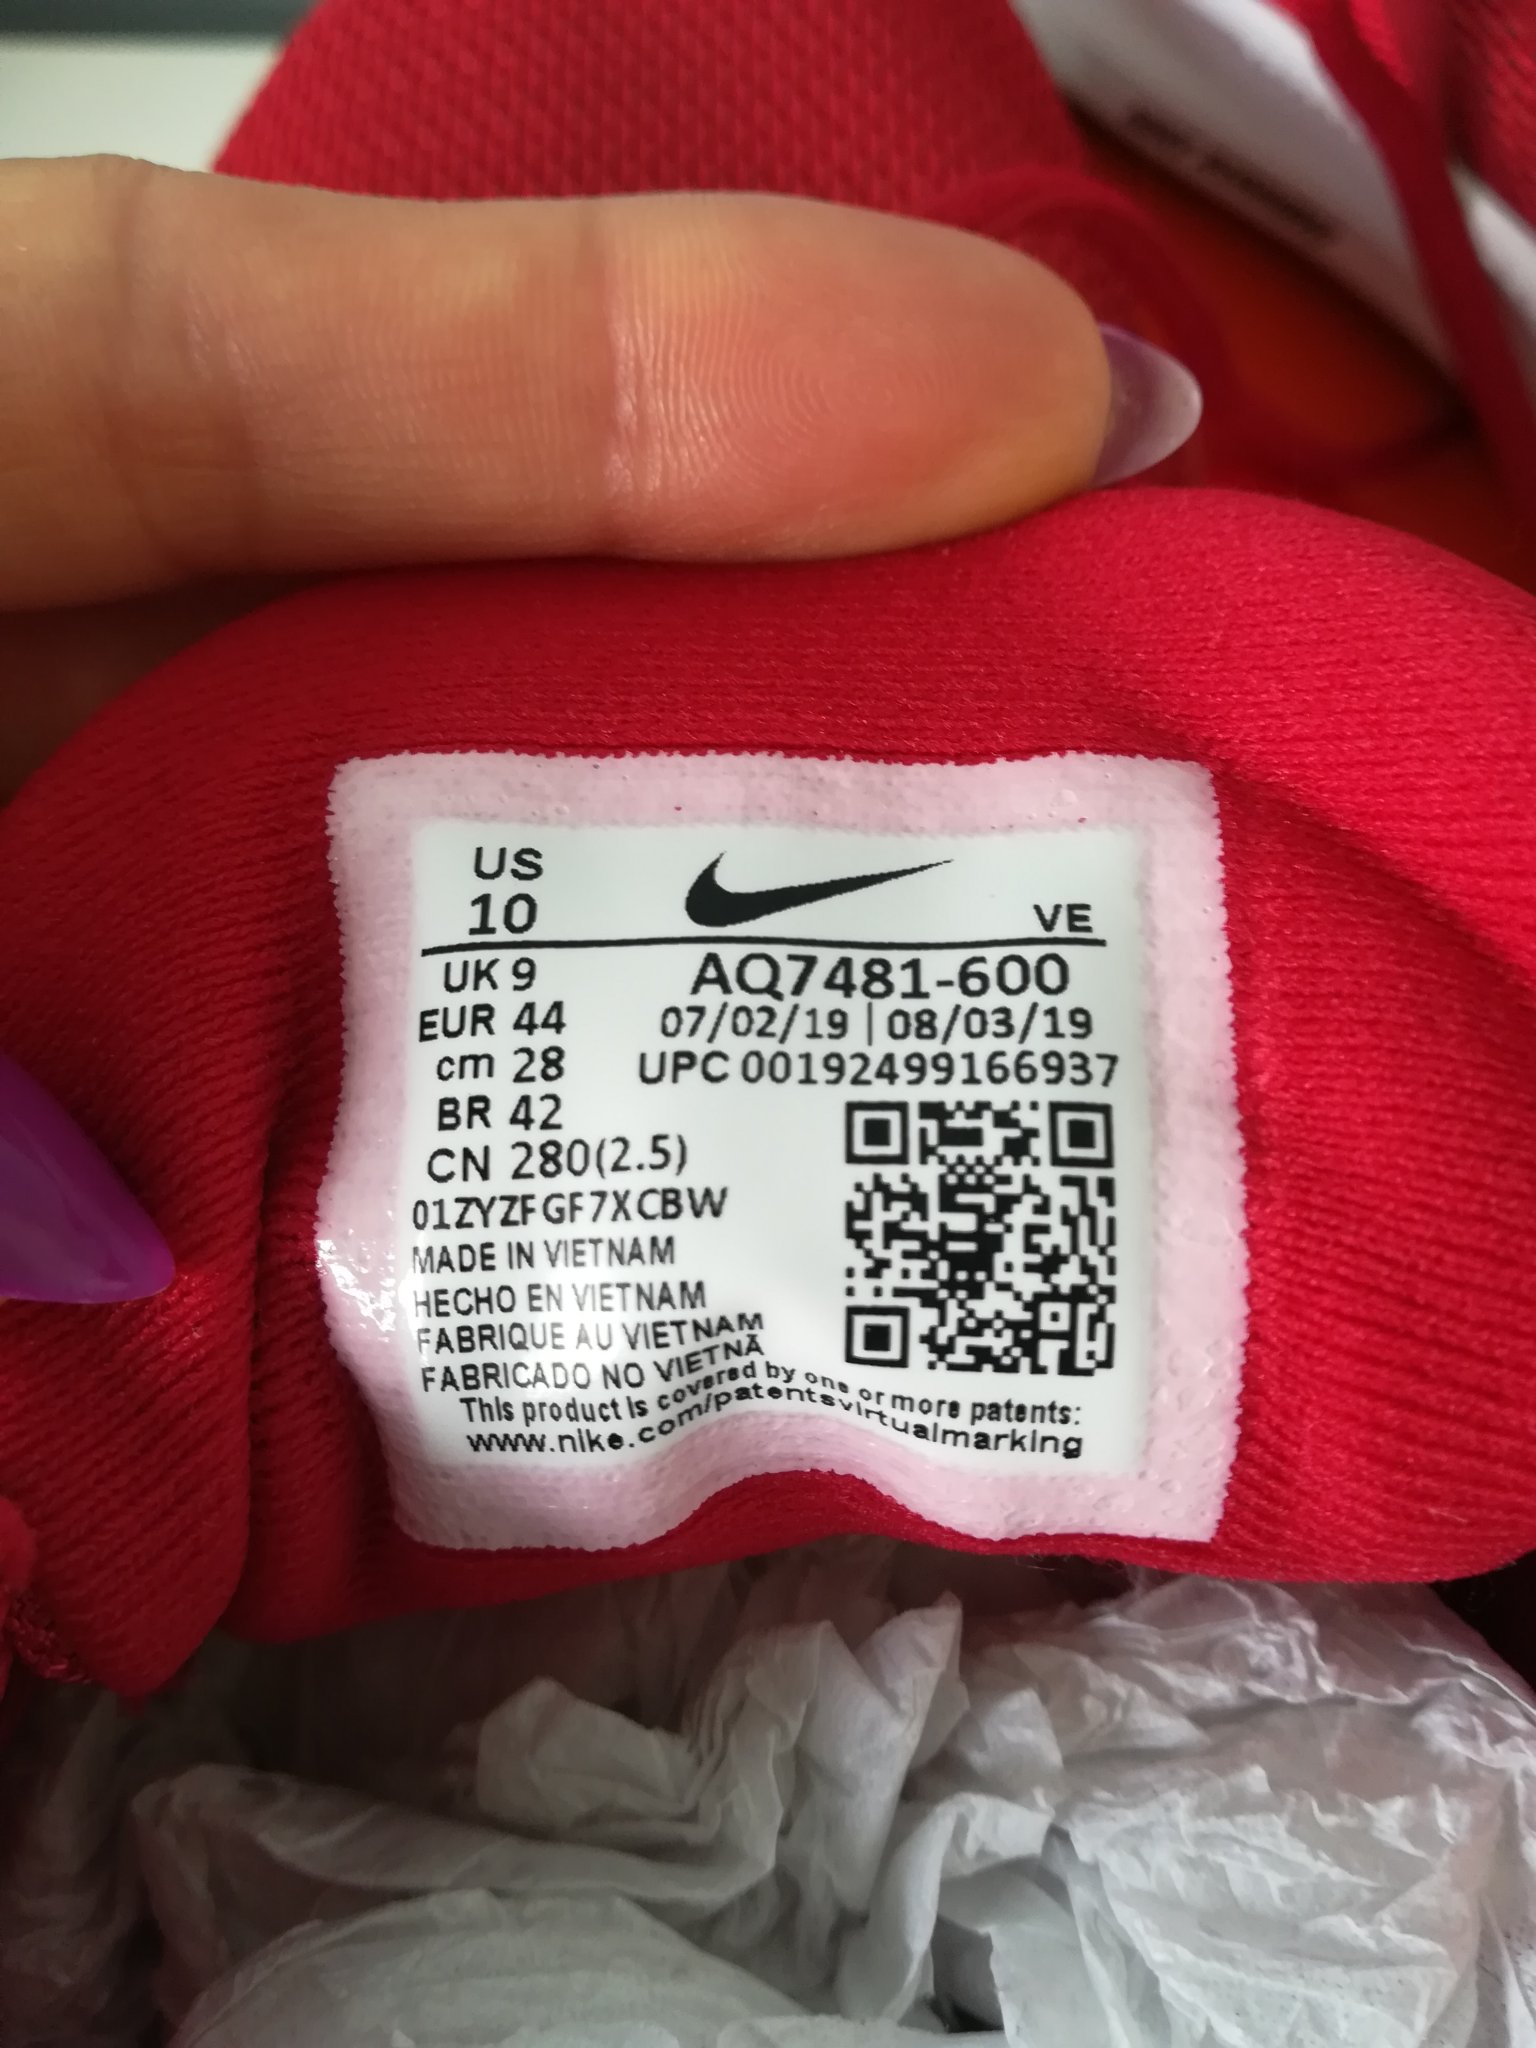 US
10
VE
UK 9
AQ7481-600
EUR 44
07/02/19 | 08/03/19
cm 28
UPC 00192499166937
BR 42
CN 280(2.5)
01ZYZFGF7XCBW
MADE IN VIETNAM
HECHO EN VIETNAM
FABRIQUE AU VIETNAM
FABRICADO NO VIETNÃ
This product is covered by one or more patents:
www.nike.com/patentsvirtualmarking